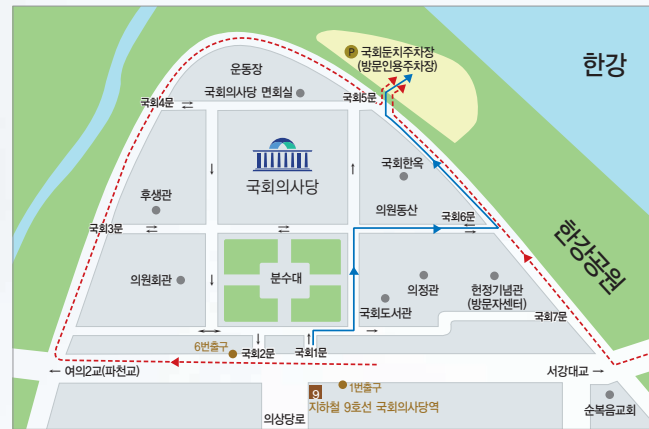 P 국회둔치주차장
(방문인용주차장)
한강
운동장
국회의사당 면회실
국회4문
국회5문
국회의사당
국회한옥
후생관
의원동산
국회6문
국회3문
한강공원
의원회관
분수대
의정관
헌정기념관
(방문자센터)
국회도서관
국회7문
6번출구
국회2문
국회1문
← 여의2교(파천교)
서강대교 →
1번출구
9
지하철 9호선 국회의사당역
의상당로
순복음교회